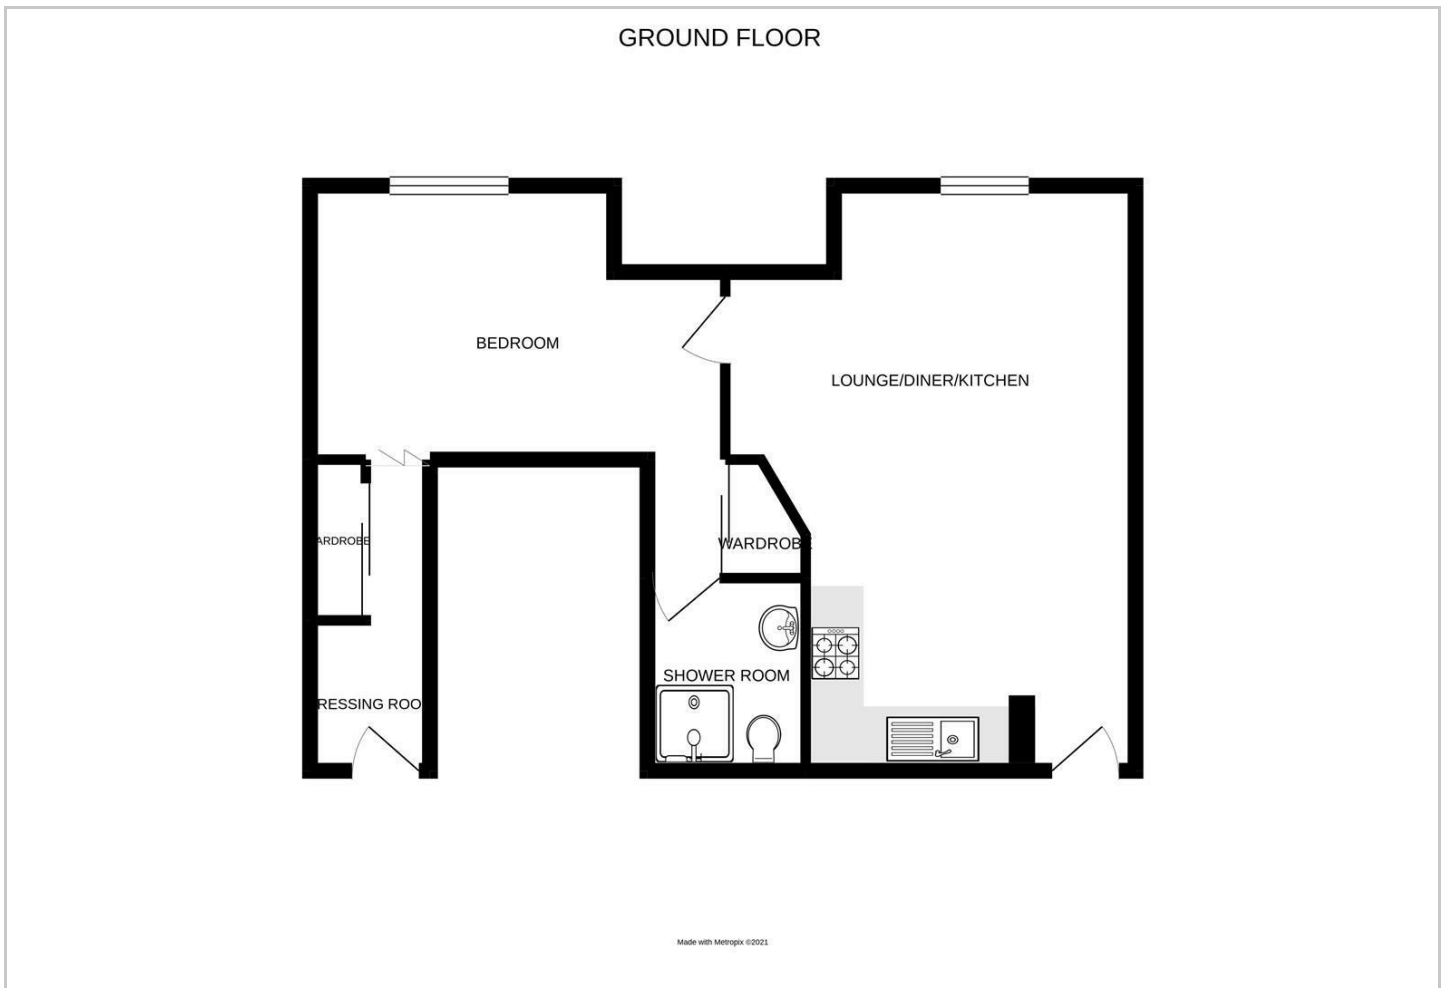 GROUND FLOOR
BEDROOM
LOUNGE/DINER/KITCHEN
ARDROBE
WARDROBE
SHOWER ROOM
RESSING ROO
Made with Metropix ©2021